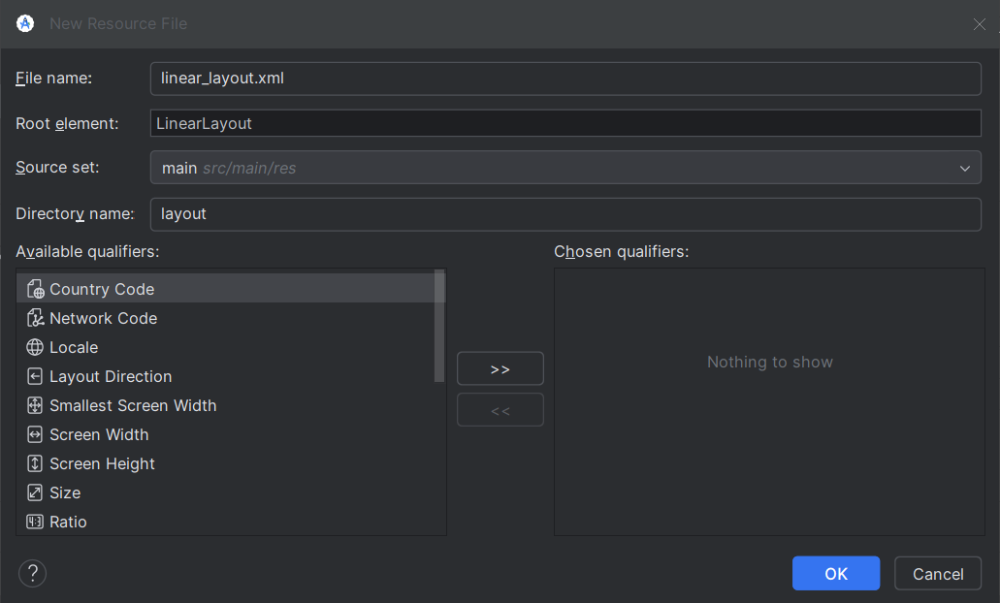 New Resource File
File name: linear_layout.xml
Root element: LinearLayout
Source set: main src/main/res
Directory name: layout
Available qualifiers:
Chosen qualifiers:
Country Code
Network Code
Locale
Layout Direction
Smallest Screen Width
Screen Width
Screen Height
Size
Ratio
>>
<<
Nothing to show
?
OK
Cancel